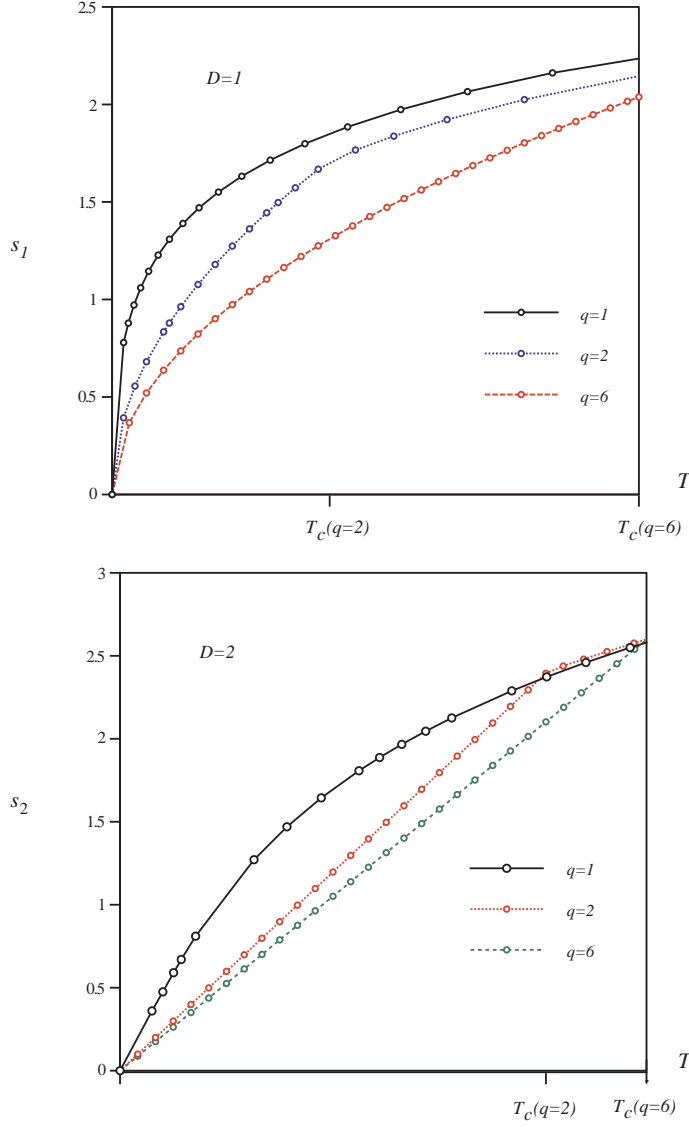 2.5
D=1
2
1.5
s1
1
q=1
q=2
0.5
q=6
T
0
Tc(q=2)
Tc(q=6)
3
D=2
2.5
2
s2
1.5
q=1
1
q=2
q=6
0.5
T
0
Tc(q=2)
Tc(q=6)